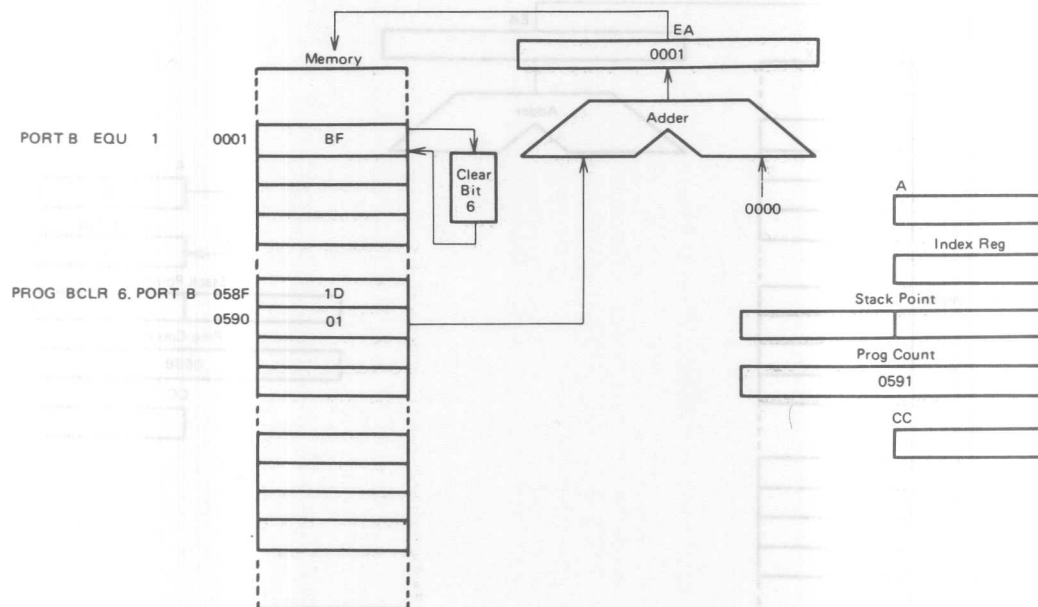 EA
0001
Memory
Adder
PORT B EQU 1 0001 BF
Clear
Bit
6
0000
A
Index Reg
PROG BCLR 6. PORT B 058F 1D
0590 01
Stack Point
Prog Count
0591
CC